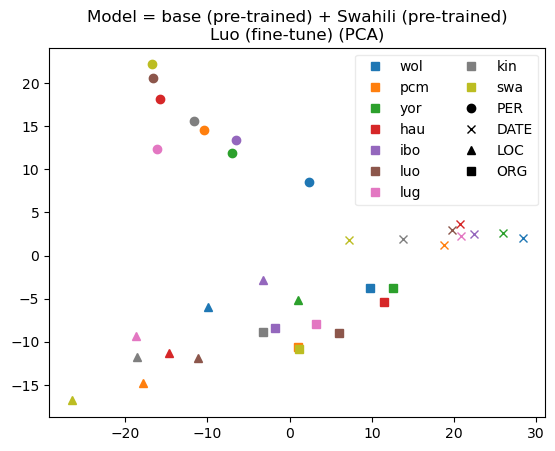 Model = base (pre-trained) + Swahili (pre-trained)
Luo (fine-tune) (PCA)
wol
pcm
yor
hau
ibo
luo
lug
kin
swa
PER
DATE
LOC
ORG
20
15
10
5
0
−5
−10
−15
−20
−10
0
10
20
30